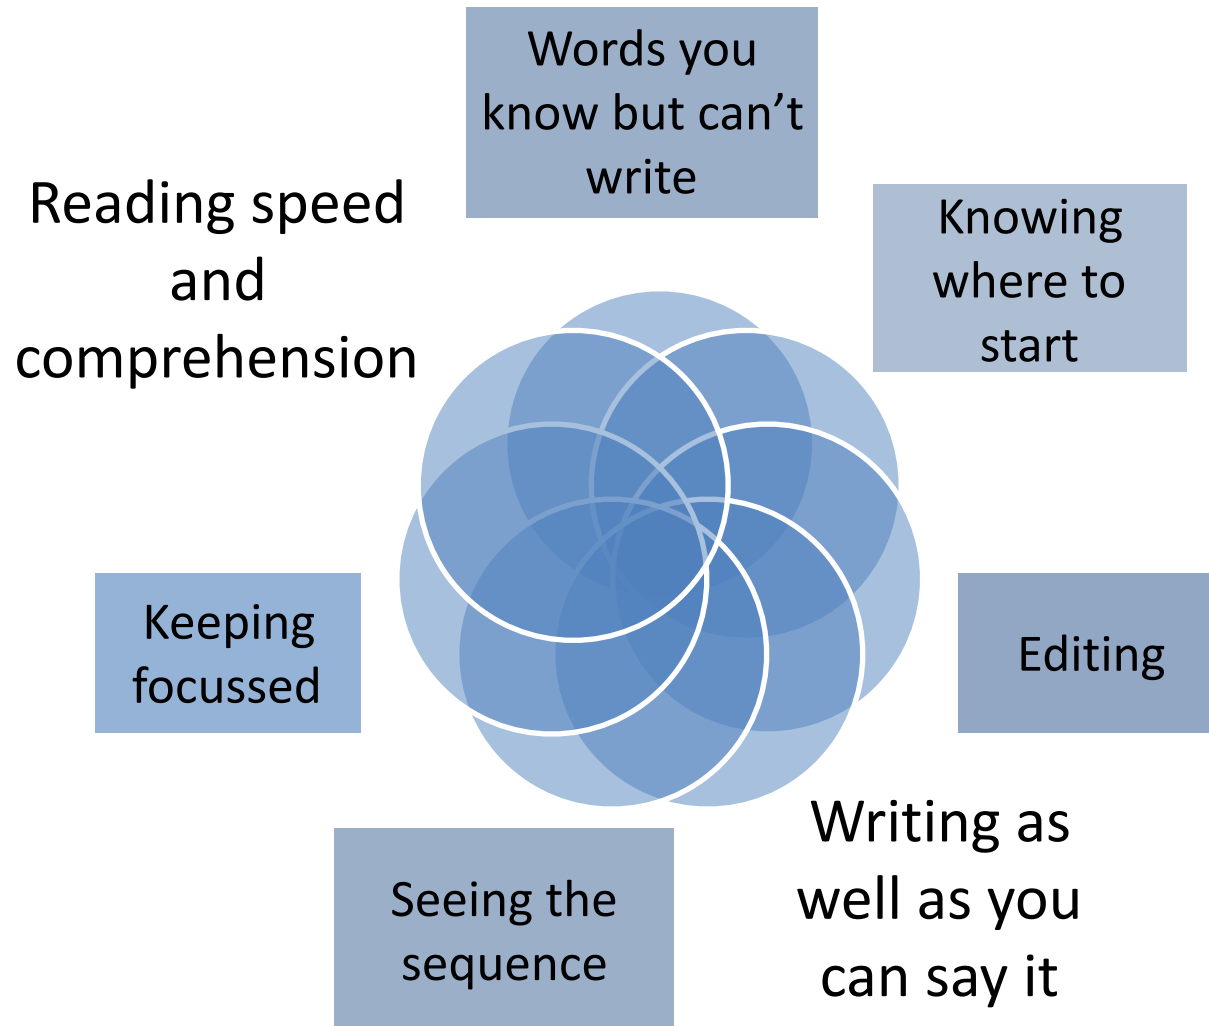 Words you
know but can’t
write
Reading speed
and
comprehension
Knowing
where to
start
Keeping
focussed
Editing
Seeing the
sequence
Writing as
well as you
can say it